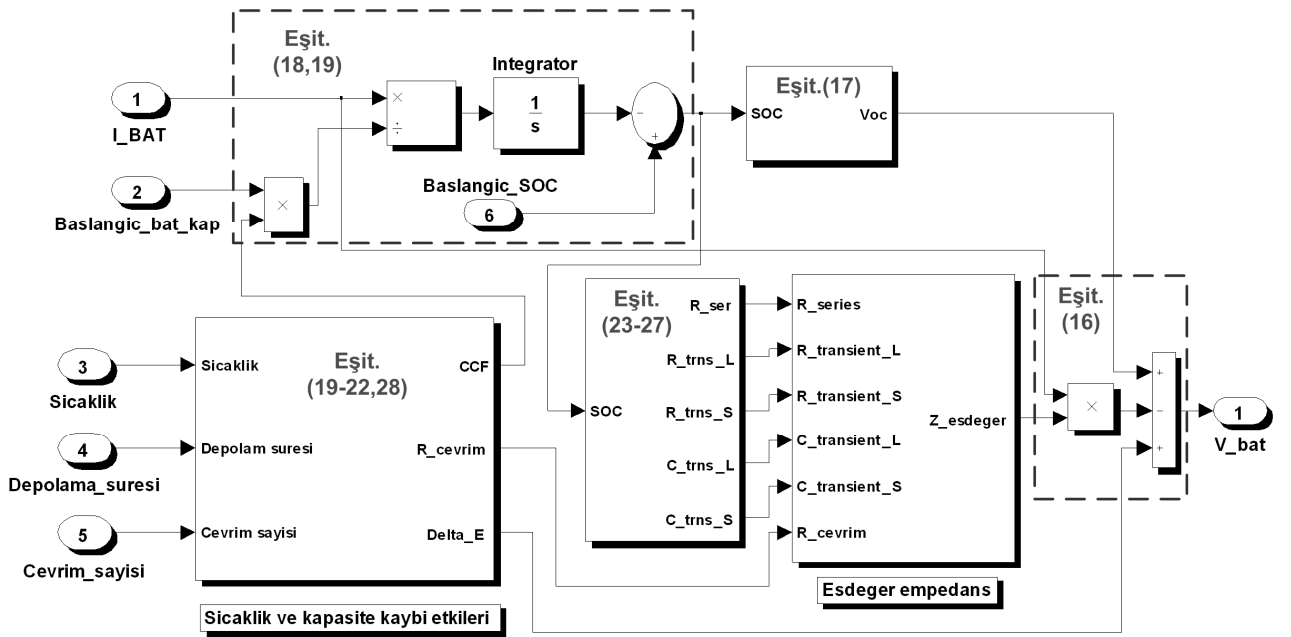 Eşit.
(18,19)
Integrator
1
I_BAT
×
÷
1
s
-
+
Eşit.(17)
SOC
Voc
2
Baslangic_bat_kap
×
Baslangic_SOC
6
Eşit.
(19-22,28)
3
Sicaklik
Sicaklik
CCF
4
Depolama_suresi
Depolam suresi
R_cevrim
5
Cevrim_sayisi
Cevrim sayisi
Delta_E
Sicaklik ve kapasite kaybi etkileri
Eşit.
(23-27)
SOC
R_ser
R_trns_L
R_trns_S
C_trns_L
C_trns_S
R_series
R_transient_L
R_transient_S
C_transient_L
C_transient_S
R_cevrim
Z_esdeger
Esdeger empedans
Eşit.
(16)
×
+
-
+
1
V_bat